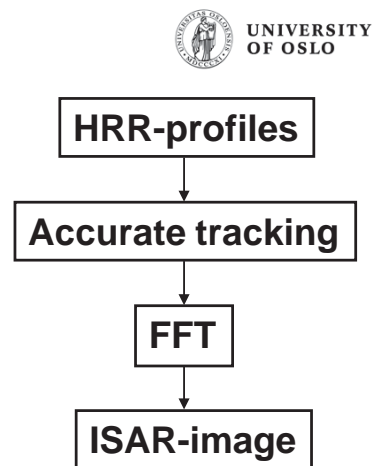 UNIVERSITY
OF OSLO
HRR-profiles
Accurate tracking
FFT
ISAR-image